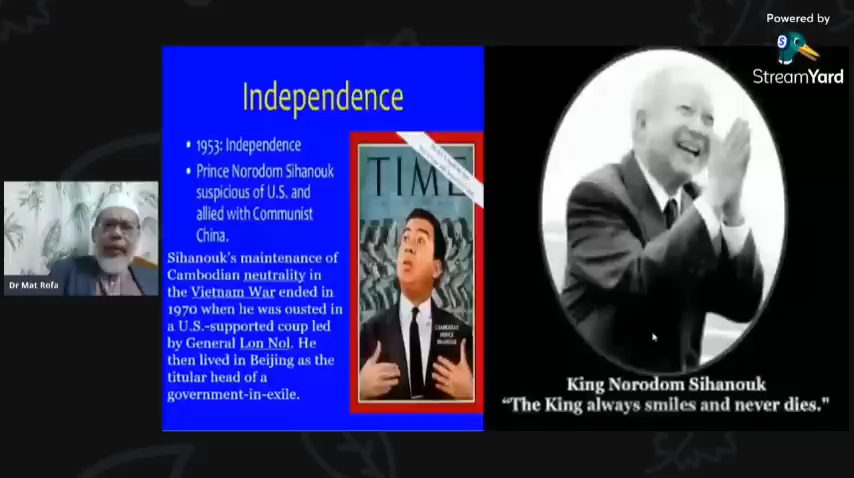 Powered by
StreamYard
Independence
• 1953: Independence
• Prince Norodom Sihanouk
suspicious of U.S. and
allied with Communist
China.
Sihanouk's maintenance of
Cambodian neutrality in
the Vietnam War ended in
1970 when he was ousted in
a U.S.-supported coup led
by General Lon Nol. He
then lived in Beijing as the
titular head of a
government-in-exile.
TIME
King Norodom Sihanouk
“The King always smiles and never dies."
Dr Mat Rofa